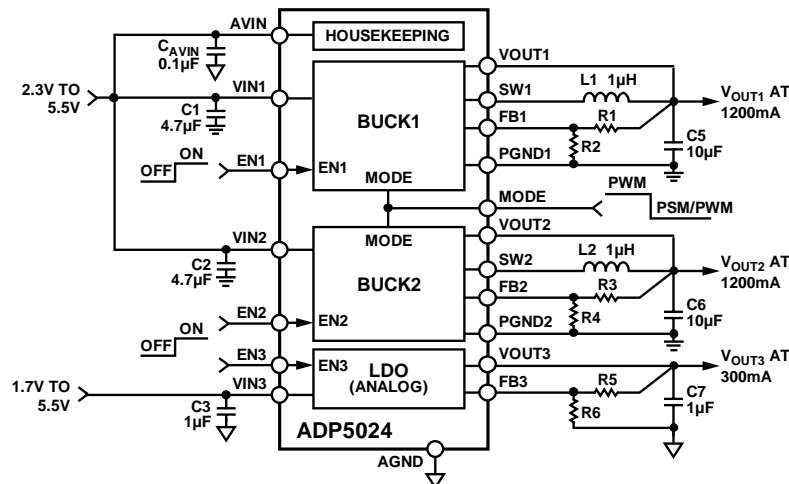 AVIN
HOUSEKEEPING
C_AVIN
0.1µF
VOUT1
2.3V TO
5.5V
VIN1
C1
4.7µF
BUCK1
SW1
L1 1µH
FB1
R1
R2
V_OUT1 AT
1200mA
C5
10µF
ON
OFF
EN1
EN1
PGND1
MODE
MODE
PWM
PSM/PWM
VOUT2
VIN2
MODE
C2
4.7µF
BUCK2
SW2
L2 1µH
FB2
R3
R4
V_OUT2 AT
1200mA
C6
10µF
ON
OFF
EN2
EN2
PGND2
EN3
EN3
VOUT3
V_OUT3 AT
300mA
1.7V TO
5.5V
VIN3
LDO
(ANALOG)
FB3
R5
R6
C7
1µF
C3
1µF
ADP5024
AGND